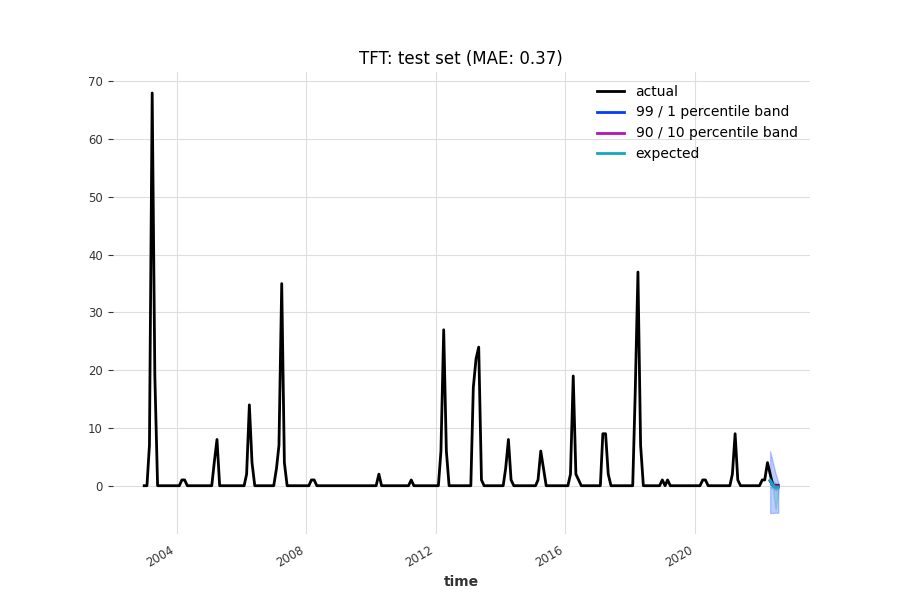 TFT: test set (MAE: 0.37)
actual
99 / 1 percentile band
90 / 10 percentile band
expected
70
60
50
40
30
20
10
0
2004
2008
2012
2016
2020
time